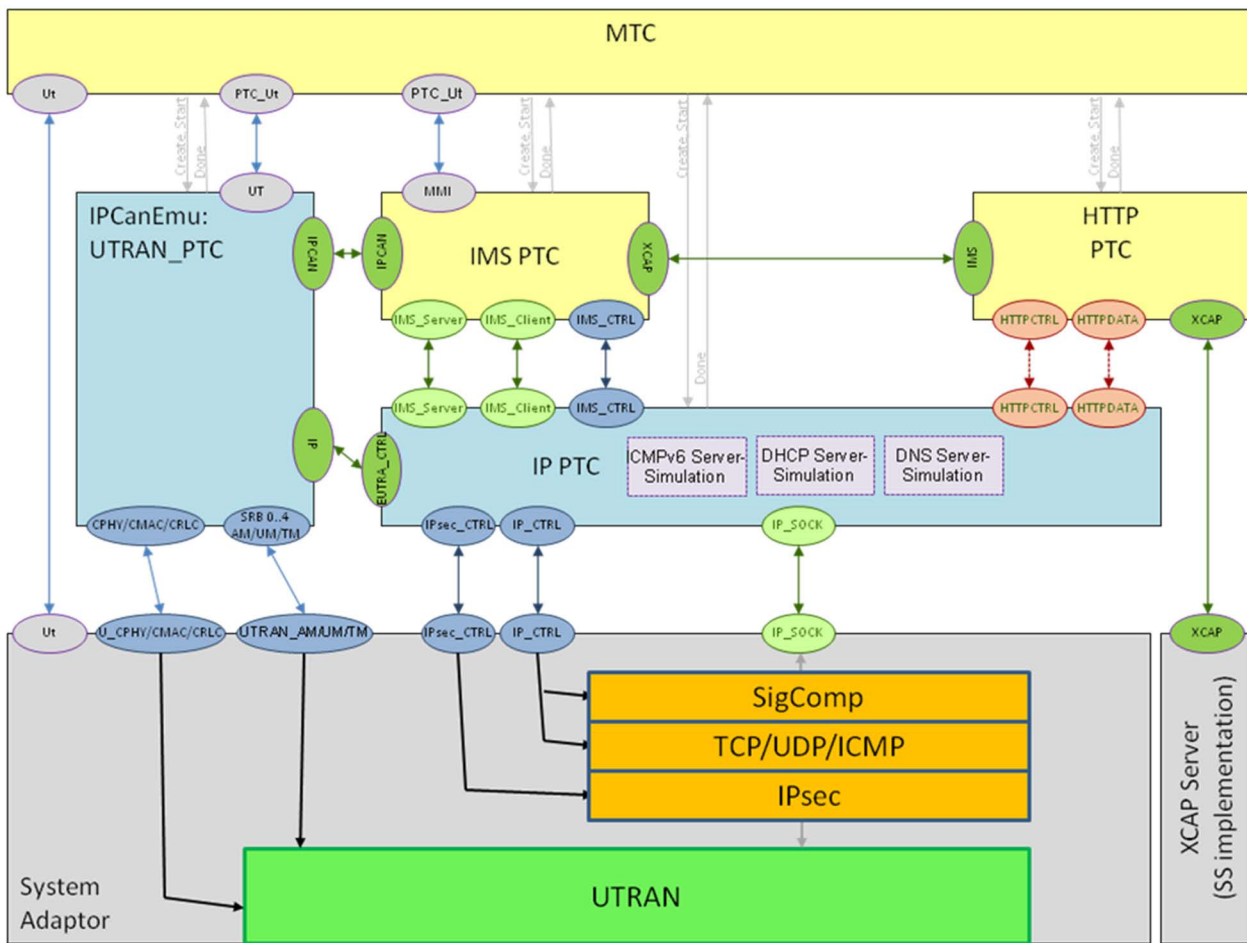 MTC
Ut
PTC_Ut
PTC_Ut
Create_Start
Done
Create_Start
Done
Create_Start
Done
Create_Start
Done
UT
MMI
IPCanEmu:
UTRAN_PTC
IPCAN
IPCAN
IMS PTC
XCAP
IMS
HTTP
PTC
IMS_Server
IMS_Client
IMS_CTRL
HTTPCTRL
HTTPDATA
XCAP
IMS_Server
IMS_Client
IMS_CTRL
HTTPCTRL
HTTPDATA
IP
EUTRA_CTRL
IP PTC
ICMPv6 Server-
Simulation
DHCP Server-
Simulation
DNS Server-
Simulation
CPHY/CMAC/CRLC
SRB 0..4
AM/UM/TM
IPsec_CTRL
IP_CTRL
IP_SOCK
Ut
U_CPHY/CMAC/CRLC
UTRAN_AM/UM/TM
IPsec_CTRL
IP_CTRL
IP_SOCK
XCAP
SigComp
TCP/UDP/ICMP
IPsec
UTRAN
System
Adaptor
XCAP Server
(SS implementation)